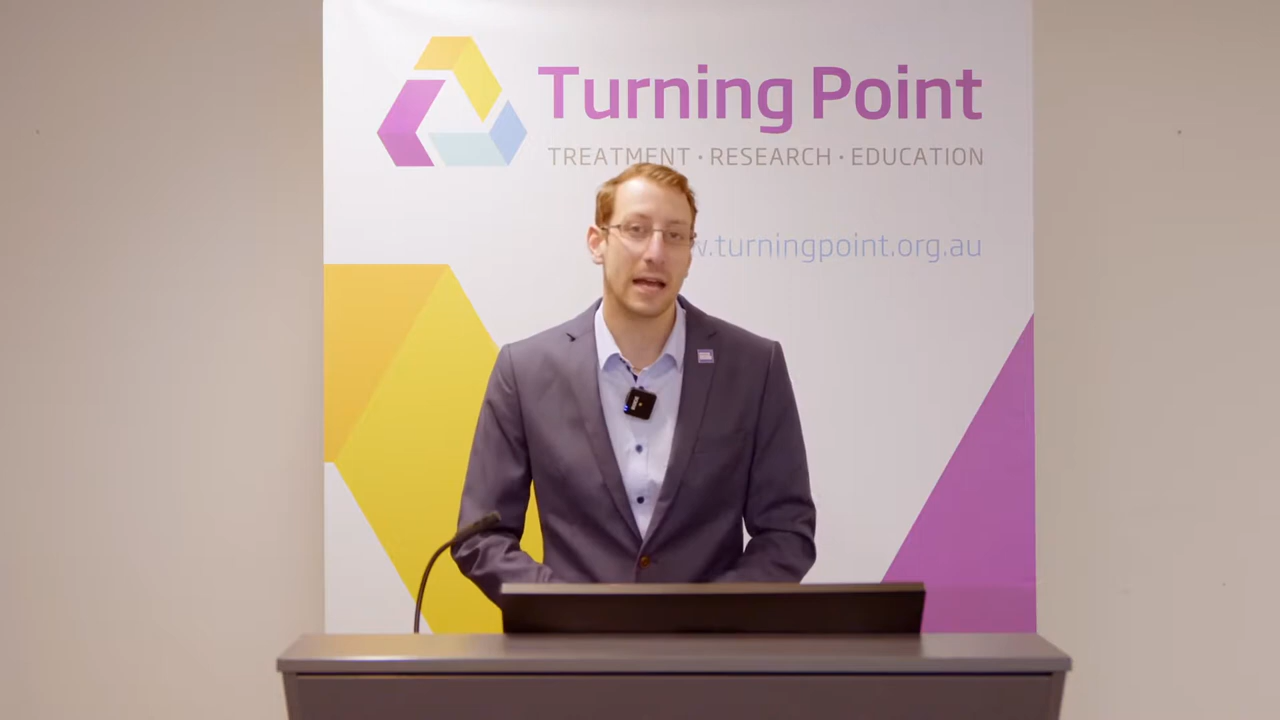 Turning Point
TREATMENT · RESEARCH · EDUCATION
w.turningpoint.org.au